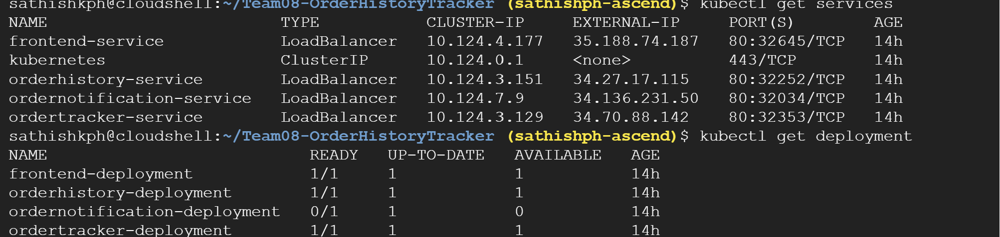 sathishkph@cloudshell:~/Team08-OrderHistoryTracker (sathishph-ascend)$ kubectl get services
NAME                        TYPE           CLUSTER-IP     EXTERNAL-IP     PORT(S)        AGE
frontend-service            LoadBalancer   10.124.4.177   35.188.74.187   80:32645/TCP   14h
kubernetes                  ClusterIP      10.124.0.1     <none>          443/TCP        14h
orderhistory-service        LoadBalancer   10.124.3.151   34.27.17.115    80:32252/TCP   14h
ordernotification-service   LoadBalancer   10.124.7.9     34.136.231.50   80:32034/TCP   14h
ordertracker-service        LoadBalancer   10.124.3.129   34.70.88.142    80:32353/TCP   14h
sathishkph@cloudshell:~/Team08-OrderHistoryTracker (sathishph-ascend)$ kubectl get deployment
NAME                           READY   UP-TO-DATE   AVAILABLE   AGE
frontend-deployment            1/1     1            1           14h
orderhistory-deployment        1/1     1            1           14h
ordernotification-deployment   0/1     1            0           14h
ordertracker-deployment        1/1     1            1           14h